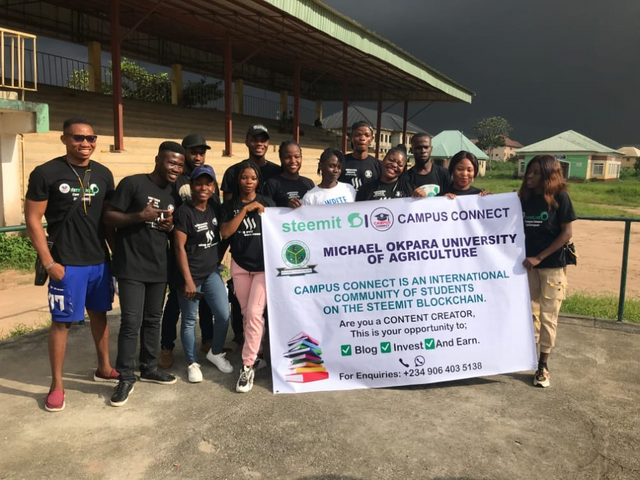 steemit CAMPUS CONNECT
MICHAEL OKPARA UNIVERSITY
OF AGRICULTURE
CAMPUS CONNECT IS AN INTERNATIONAL
COMMUNITY OF STUDENTS
ON THE STEEMIT BLOCKCHAIN.
Are you a CONTENT CREATOR,
This is your opportunity to;
Blog Invest And Earn.
For Enquiries: +234 906 403 5138